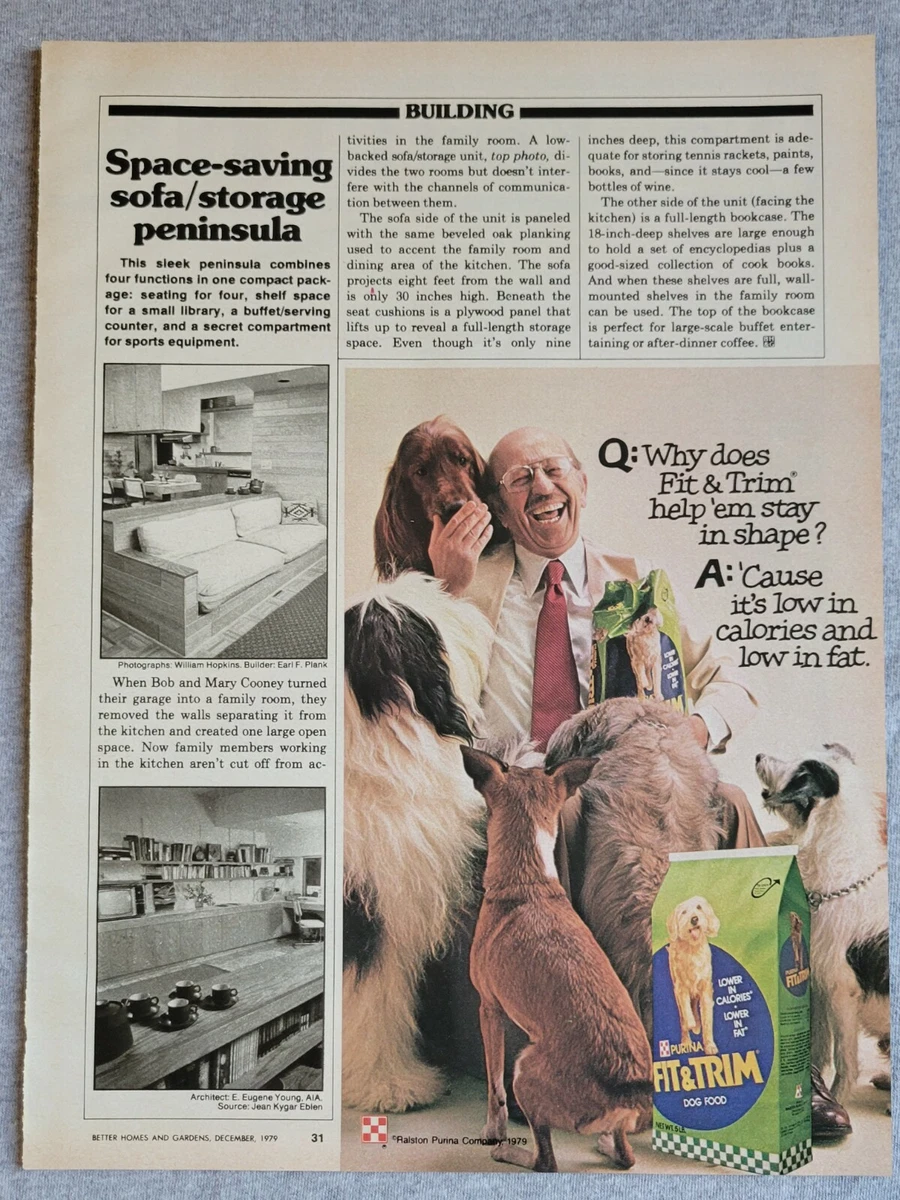 BUILDING
Space-saving
sofa/storage
peninsula
This sleek peninsula combines
four functions in one compact pack-
age: seating for four, shelf space
for a small library, a buffet/serving
counter, and a secret compartment
for sports equipment.
Photographs: William Hopkins. Builder: Earl F. Plank
When Bob and Mary Cooney turned
their garage into a family room, they
removed the walls separating it from
the kitchen and created one large open
space. Now family members working
in the kitchen aren't cut off from ac-
Architect: E. Eugene Young, AIA.
Source: Jean Kygar Eblen
tivities in the family room. A low-
backed sofa/storage unit, top photo, di-
vides the two rooms but doesn't inter-
fere with the channels of communica-
tion between them.
The sofa side of the unit is paneled
with the same beveled oak planking
used to accent the family room and
dining area of the kitchen. The sofa
projects eight feet from the wall and
is only 30 inches high. Beneath the
seat cushions is a plywood panel that
lifts up to reveal a full-length storage
space. Even though it's only nine
inches deep, this compartment is ade-
quate for storing tennis rackets, paints,
books, and—since it stays cool—a few
bottles of wine.
The other side of the unit (facing the
kitchen) is a full-length bookcase. The
18-inch-deep shelves are large enough
to hold a set of encyclopedias plus a
good-sized collection of cook books.
And when these shelves are full, wall-
mounted shelves in the family room
can be used. The top of the bookcase
is perfect for large-scale buffet enter-
taining or after-dinner coffee.
Q: Why does
Fit & Trim®
help 'em stay
in shape?
A: 'Cause
it's low in
calories and
low in fat.
LOWER
IN
CALORIES
•
LOWER
IN
FAT
PURINA
FIT&TRIM®
DOG FOOD
NET WT. 5 LB.
©Ralston Purina Company, 1979
BETTER HOMES AND GARDENS, DECEMBER, 1979 31